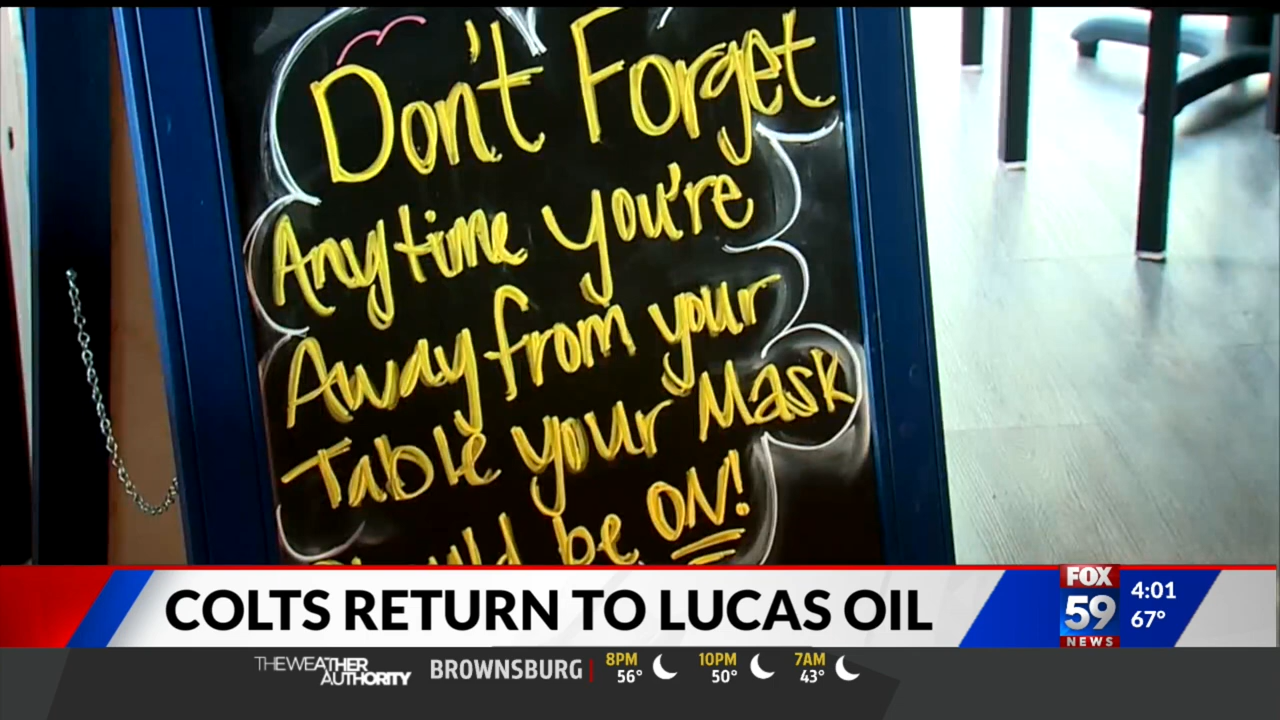 Don't Forget
Anytime you're
Away from your
Table your Mask
should be ON!
COLTS RETURN TO LUCAS OIL
FOX
59
NEWS
4:01
67°
THE WEATHER
AUTHORITY
BROWNSBURG
8PM
56°
10PM
50°
7AM
43°